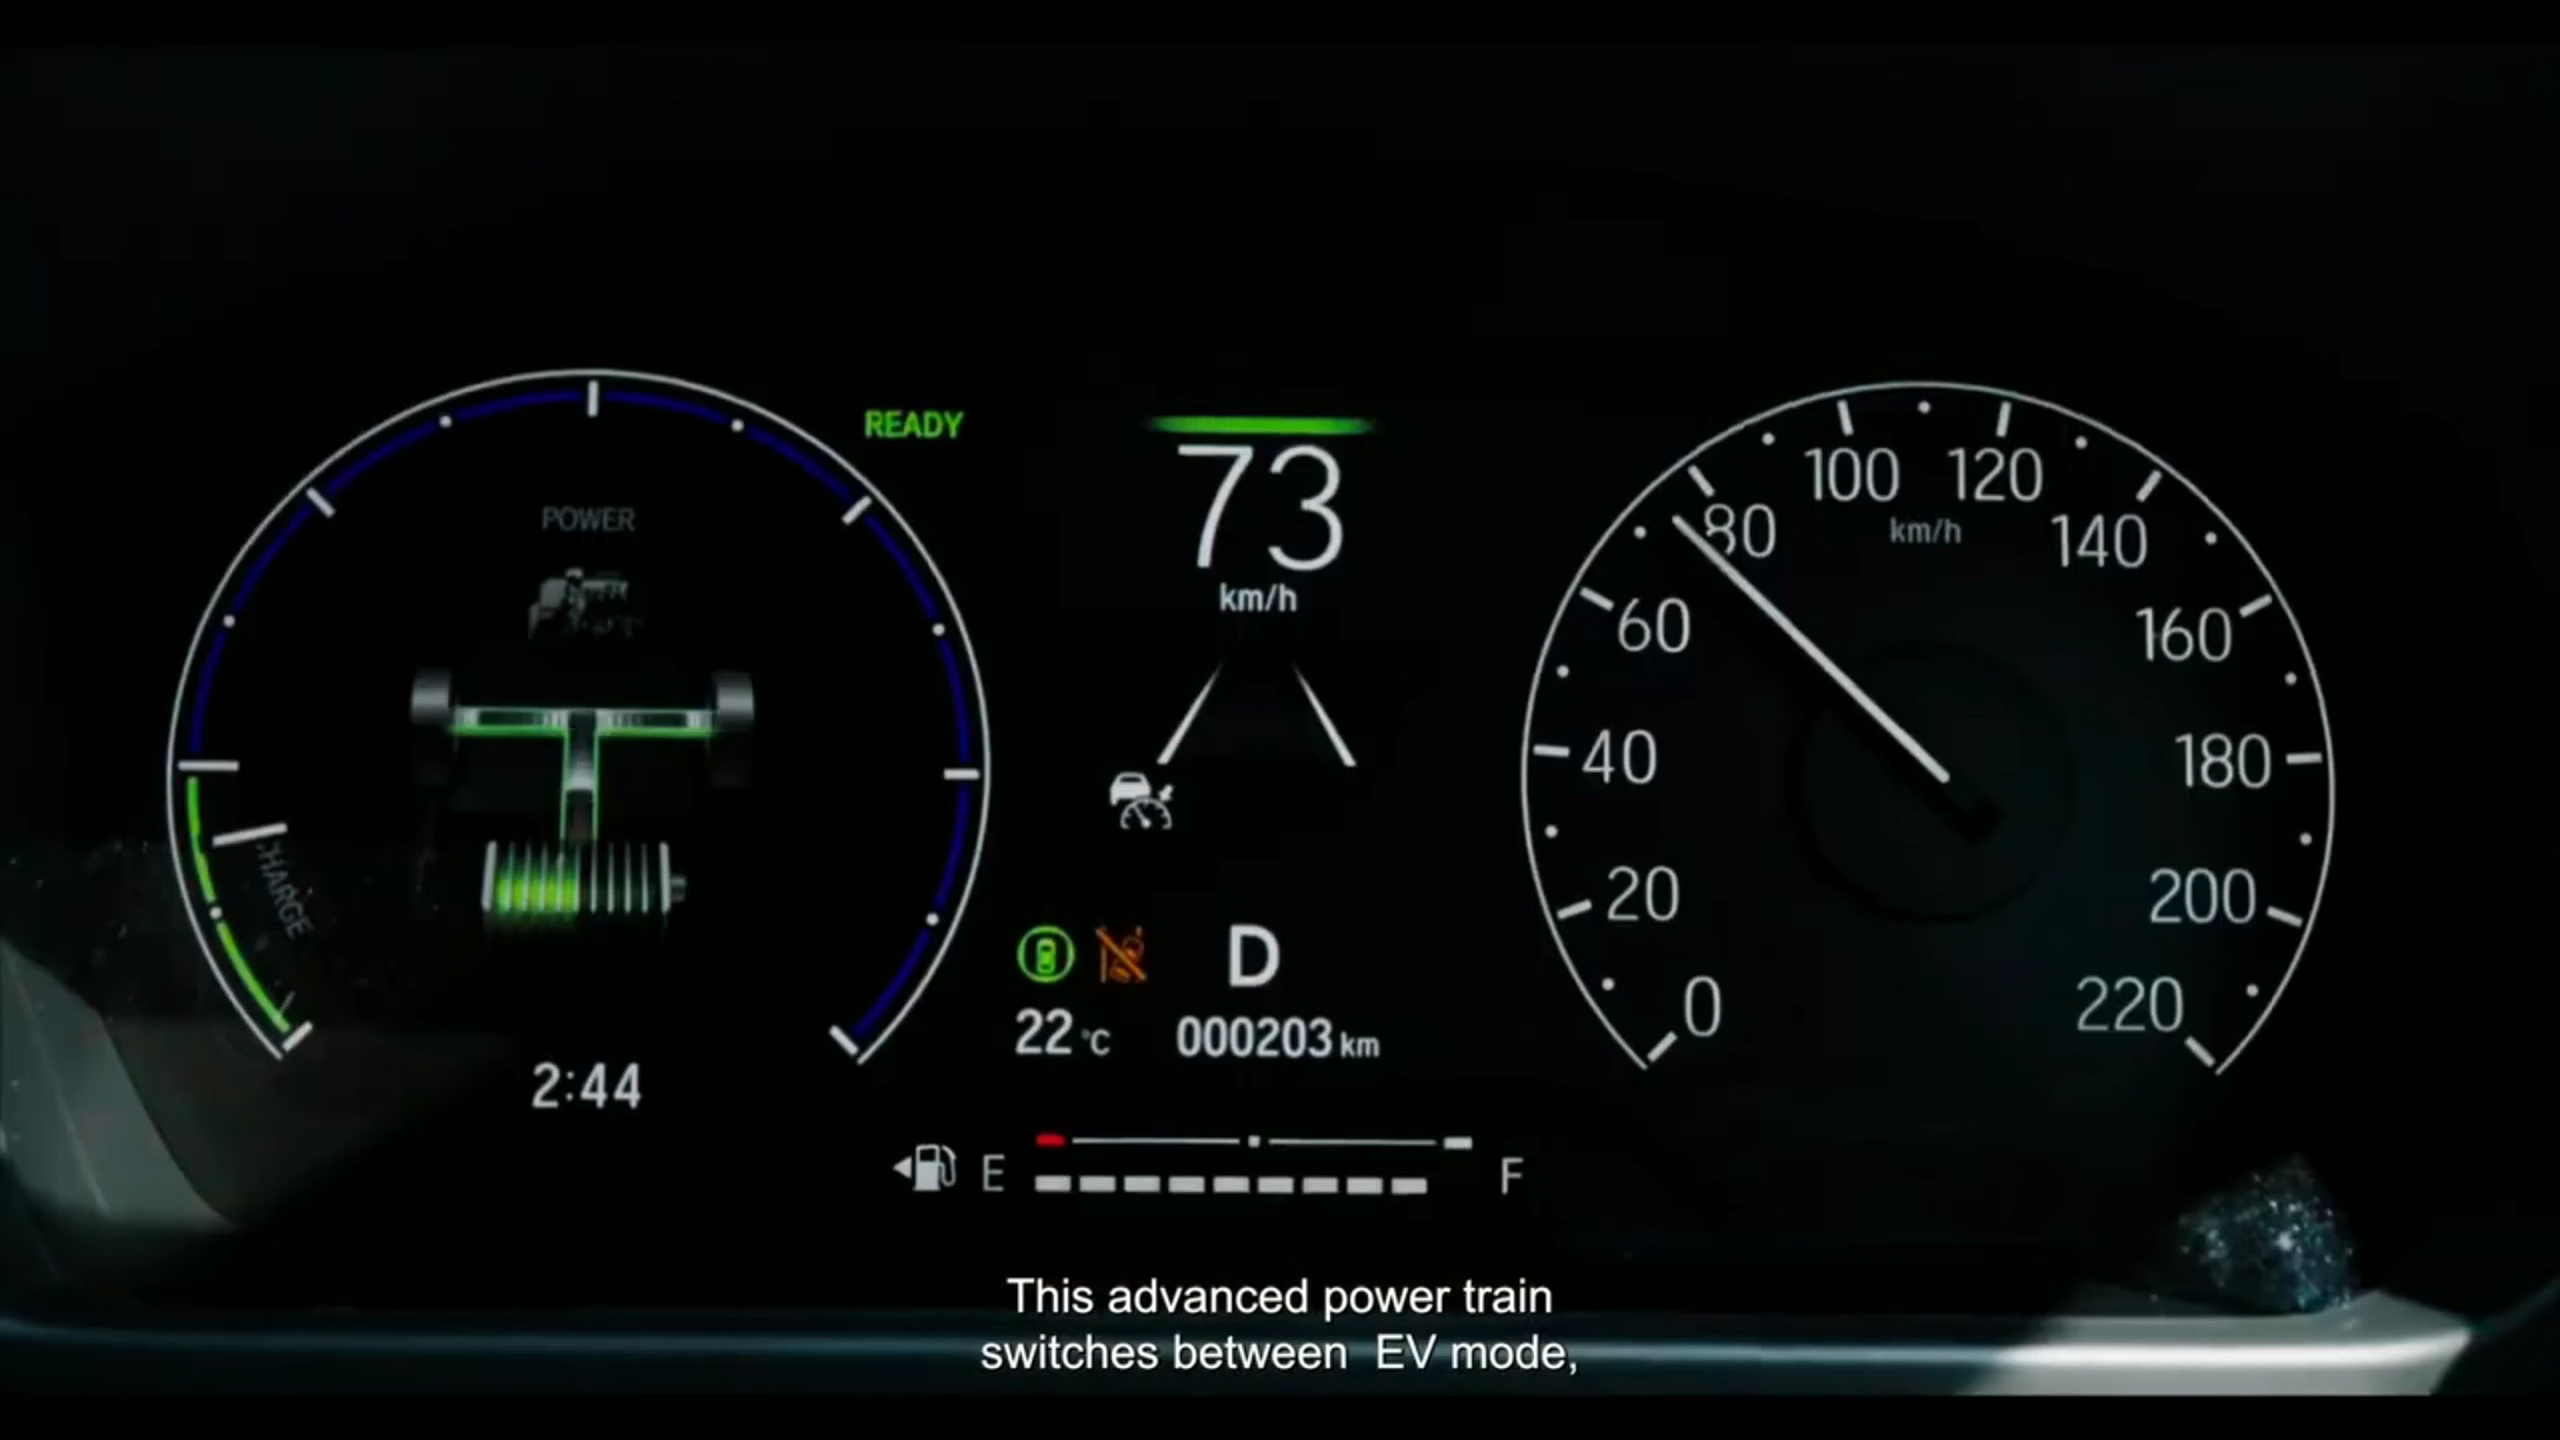 READY
POWER
CHARGE
2:44
73
km/h
D
22 °C
000203 km
E
F
0
20
40
60
80
100
120
140
160
180
200
220
km/h
This advanced power train
switches between  EV mode,